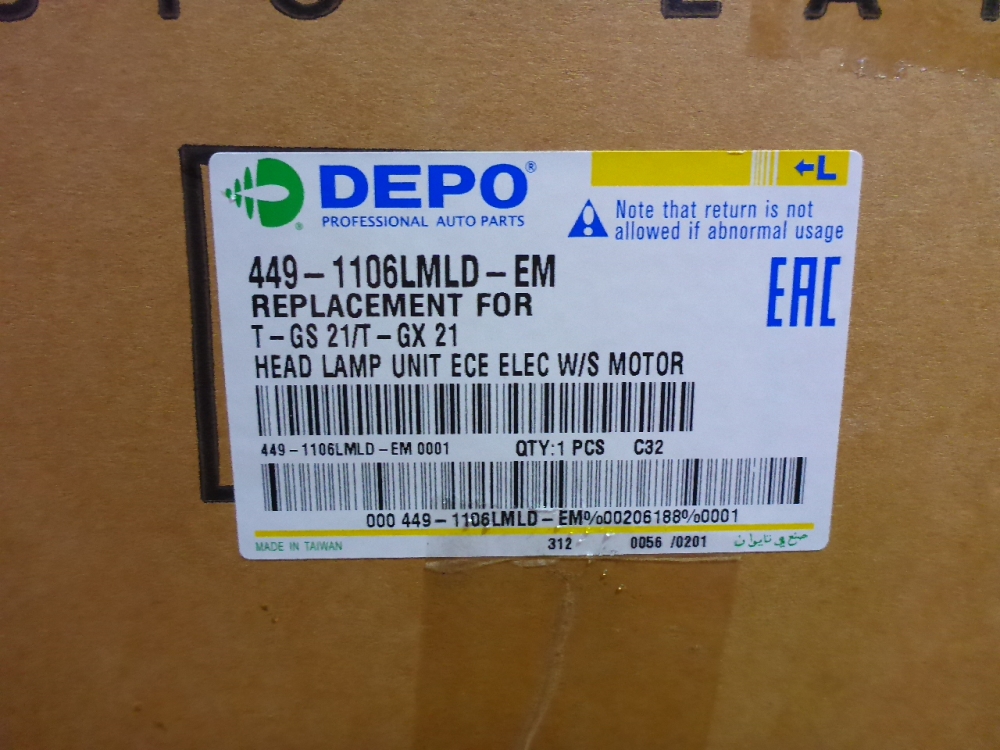 DEPO®
PROFESSIONAL AUTO PARTS
←L
Note that return is not
allowed if abnormal usage
449-1106LMLD-EM
EAC
REPLACEMENT FOR
T-GS 21/T-GX 21
HEAD LAMP UNIT ECE ELEC W/S MOTOR
449-1106LMLD-EM 0001 QTY:1 PCS C32
000 449-1106LMLD-EM%00206188%0001
MADE IN TAIWAN 312 0056 /0201 صنع في تايوان